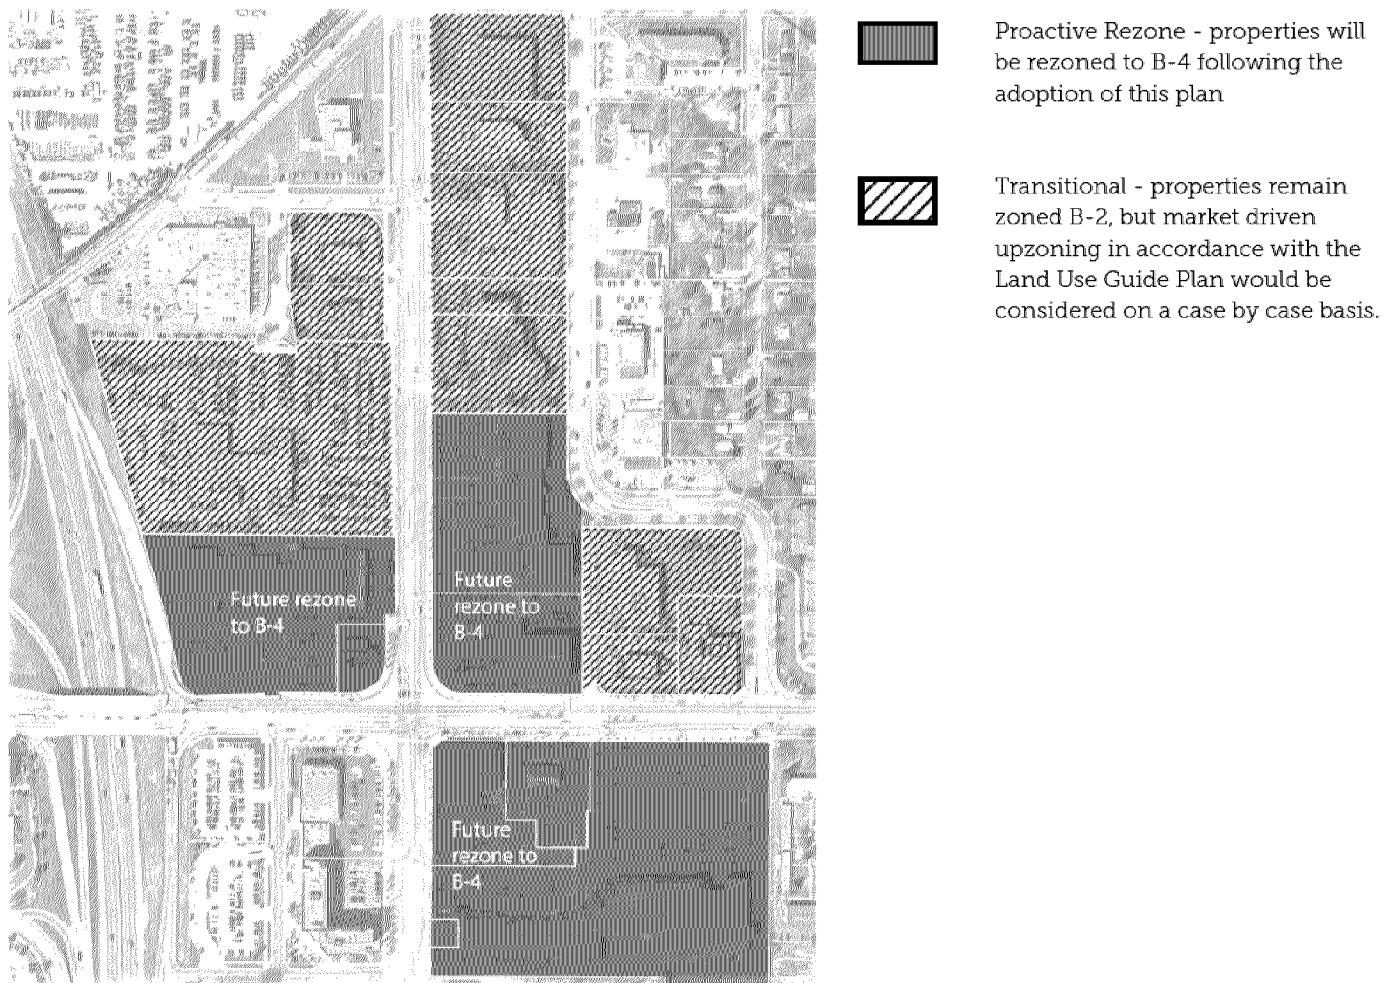 Proactive Rezone - properties will
be rezoned to B-4 following the
adoption of this plan
Transitional - properties remain
zoned B-2, but market driven
upzoning in accordance with the
Land Use Guide Plan would be
considered on a case by case basis.
Future rezone
to B-4
Future
rezone to
B-4
Future
rezone to
B-4